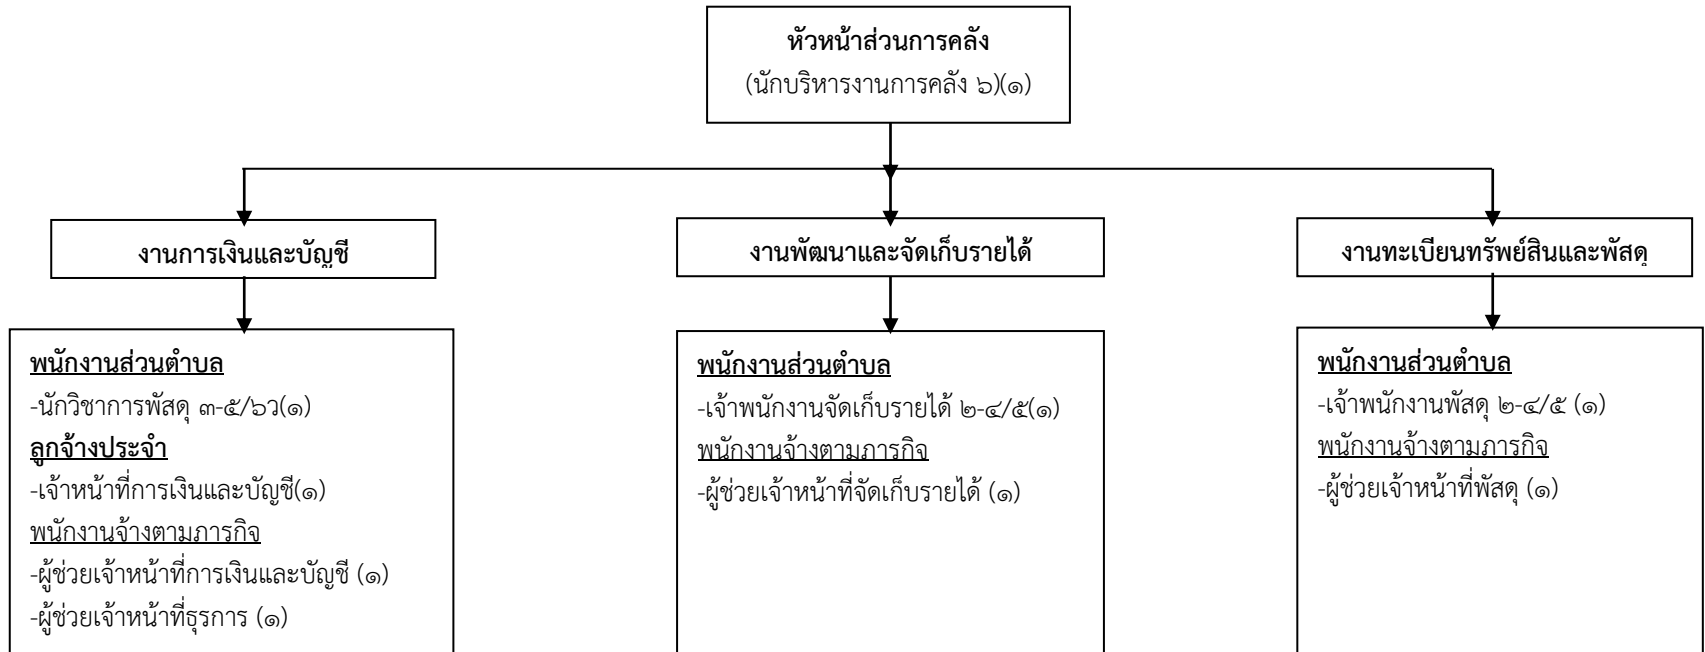 หัวหน้าส่วนการคลัง
(นักบริหารงานการคลัง ๖)(๑)
งานการเงินและบัญชี
งานพัฒนาและจัดเก็บรายได้
งานทะเบียนทรัพย์สินและพัสดุ
พนักงานส่วนตำบล
-นักวิชาการพัสดุ ๓-๕/๖ว(๑)
ลูกจ้างประจำ
-เจ้าหน้าที่การเงินและบัญชี(๑)
พนักงานจ้างตามภารกิจ
-ผู้ช่วยเจ้าหน้าที่การเงินและบัญชี (๑)
-ผู้ช่วยเจ้าหน้าที่ธุรการ (๑)
พนักงานส่วนตำบล
-เจ้าพนักงานจัดเก็บรายได้ ๒-๔/๕(๑)
พนักงานจ้างตามภารกิจ
-ผู้ช่วยเจ้าหน้าที่จัดเก็บรายได้ (๑)
พนักงานส่วนตำบล
-เจ้าพนักงานพัสดุ ๒-๔/๕ (๑)
พนักงานจ้างตามภารกิจ
-ผู้ช่วยเจ้าหน้าที่พัสดุ (๑)